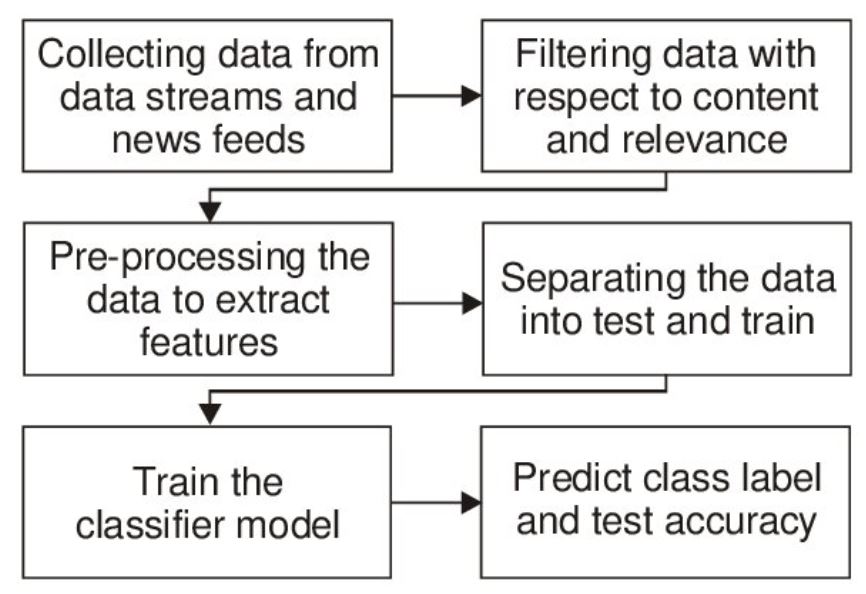 Collecting data from
data streams and
news feeds
Filtering data with
respect to content
and relevance
Pre-processing the
data to extract
features
Separating the data
into test and train
Train the
classifier model
Predict class label
and test accuracy